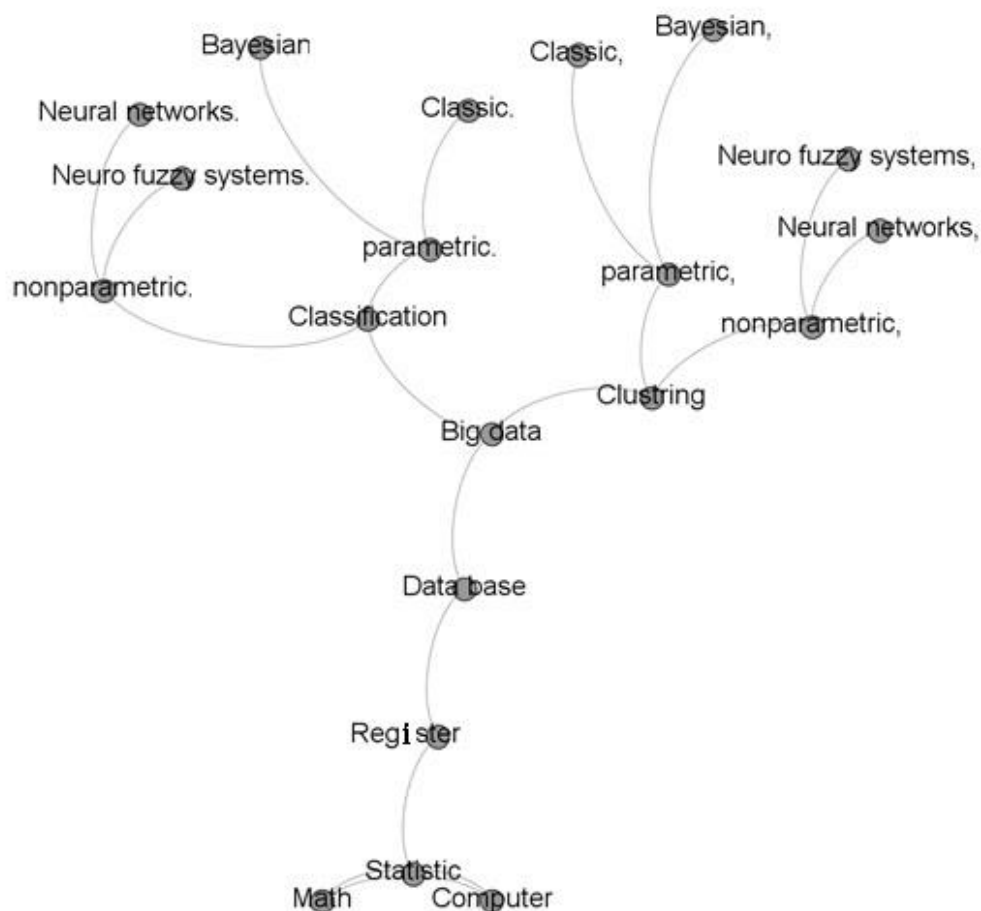 Bayesian
Bayesian,
Classic,
Neural networks.
Classic.
Neuro fuzzy systems,
Neuro fuzzy systems.
Neural networks,
parametric.
parametric,
nonparametric.
Classification
nonparametric,
Clustring
Big data
Data base
Register
Statistic
Math
Computer